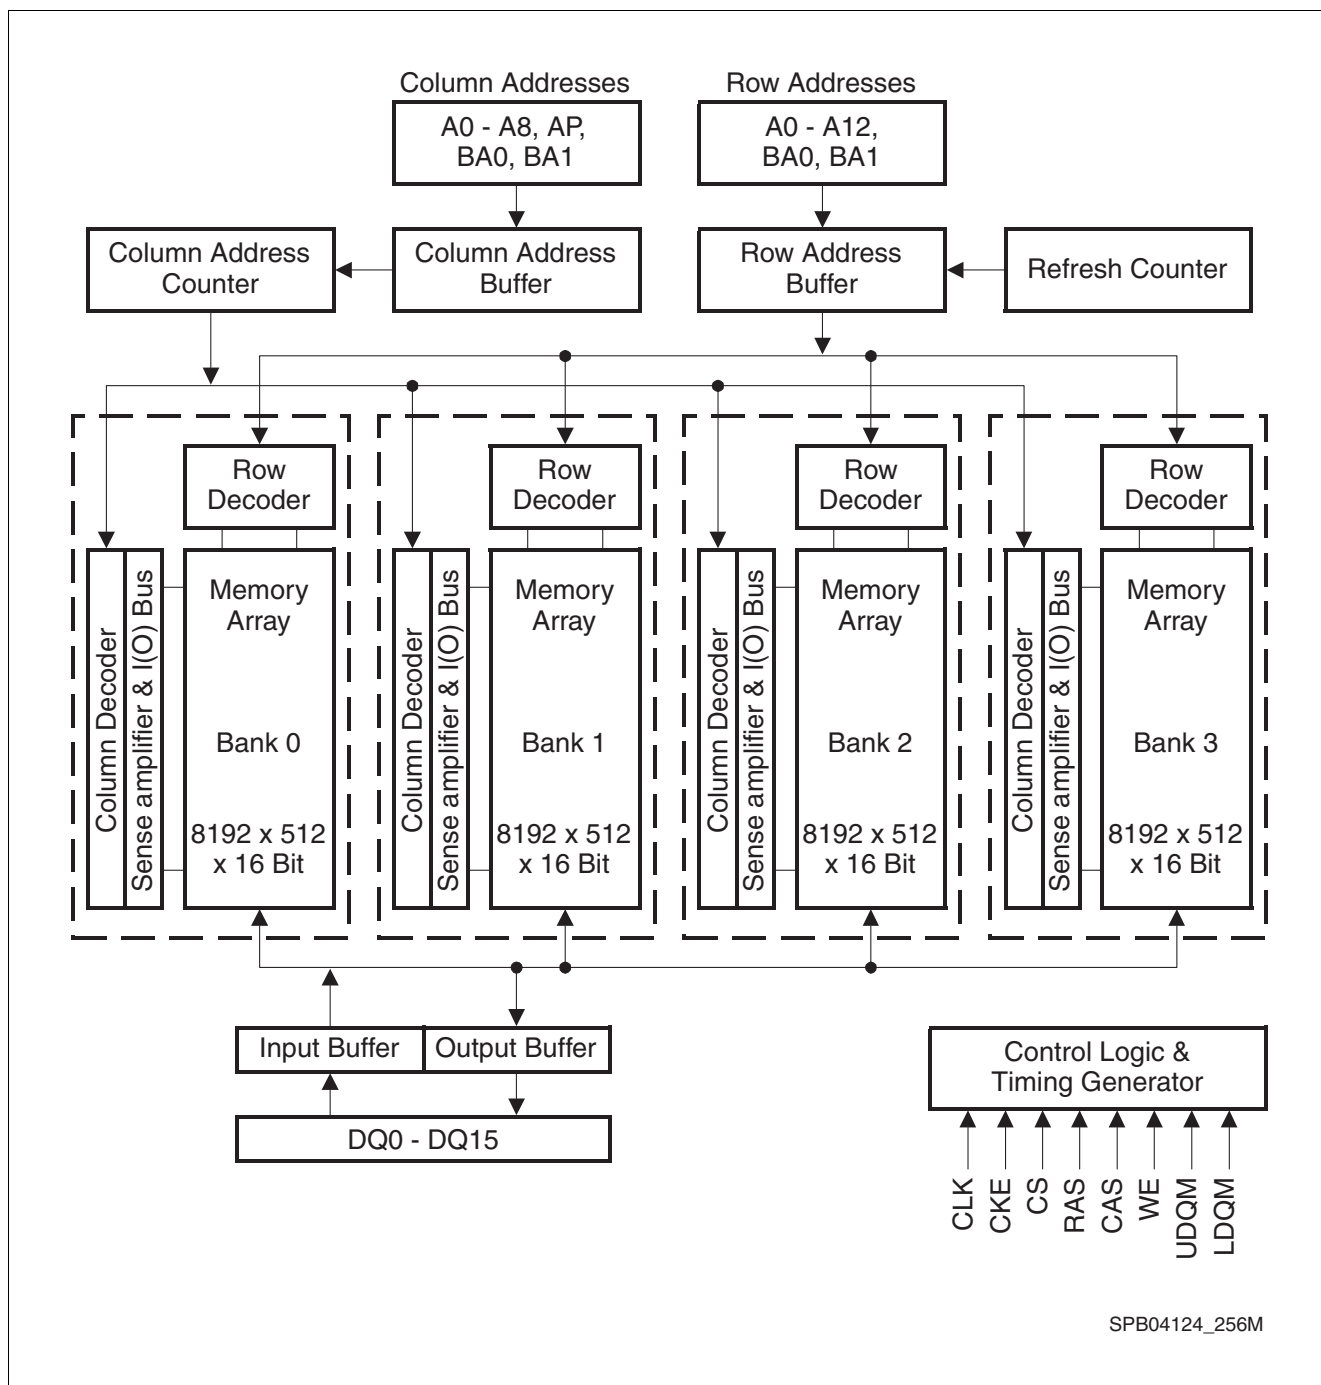 Column Addresses
Row Addresses
A0 - A8, AP,
BA0, BA1
A0 - A12,
BA0, BA1
Column Address
Counter
Column Address
Buffer
Row Address
Buffer
Refresh Counter
Row
Decoder
Row
Decoder
Row
Decoder
Row
Decoder
Column Decoder
Sense amplifier & I(O) Bus
Memory
Array
Bank 0
8192 x 512
x 16 Bit
Column Decoder
Sense amplifier & I(O) Bus
Memory
Array
Bank 1
8192 x 512
x 16 Bit
Column Decoder
Sense amplifier & I(O) Bus
Memory
Array
Bank 2
8192 x 512
x 16 Bit
Column Decoder
Sense amplifier & I(O) Bus
Memory
Array
Bank 3
8192 x 512
x 16 Bit
Input Buffer
Output Buffer
DQ0 - DQ15
Control Logic &
Timing Generator
CLK
CKE
CS
RAS
CAS
WE
UDQM
LDQM
SPB04124_256M